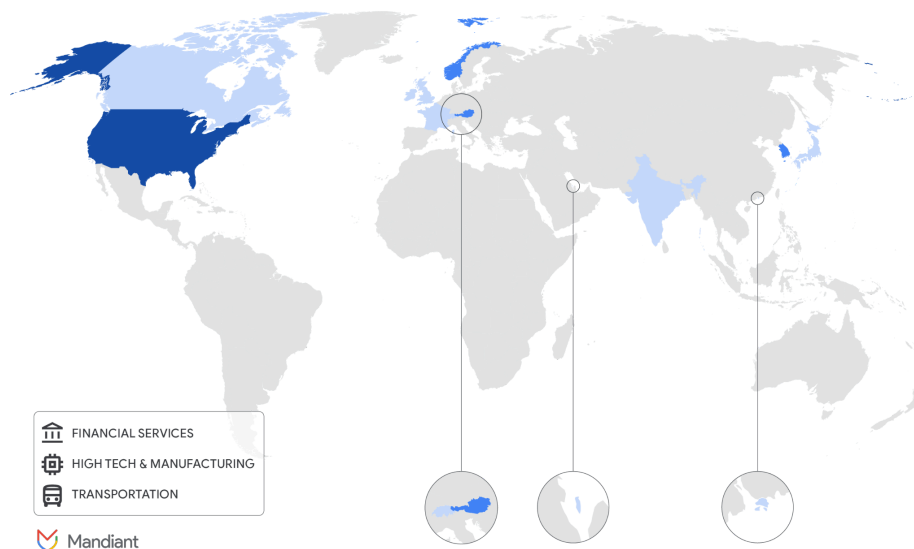 FINANCIAL SERVICES
HIGH TECH & MANUFACTURING
TRANSPORTATION
Mandiant